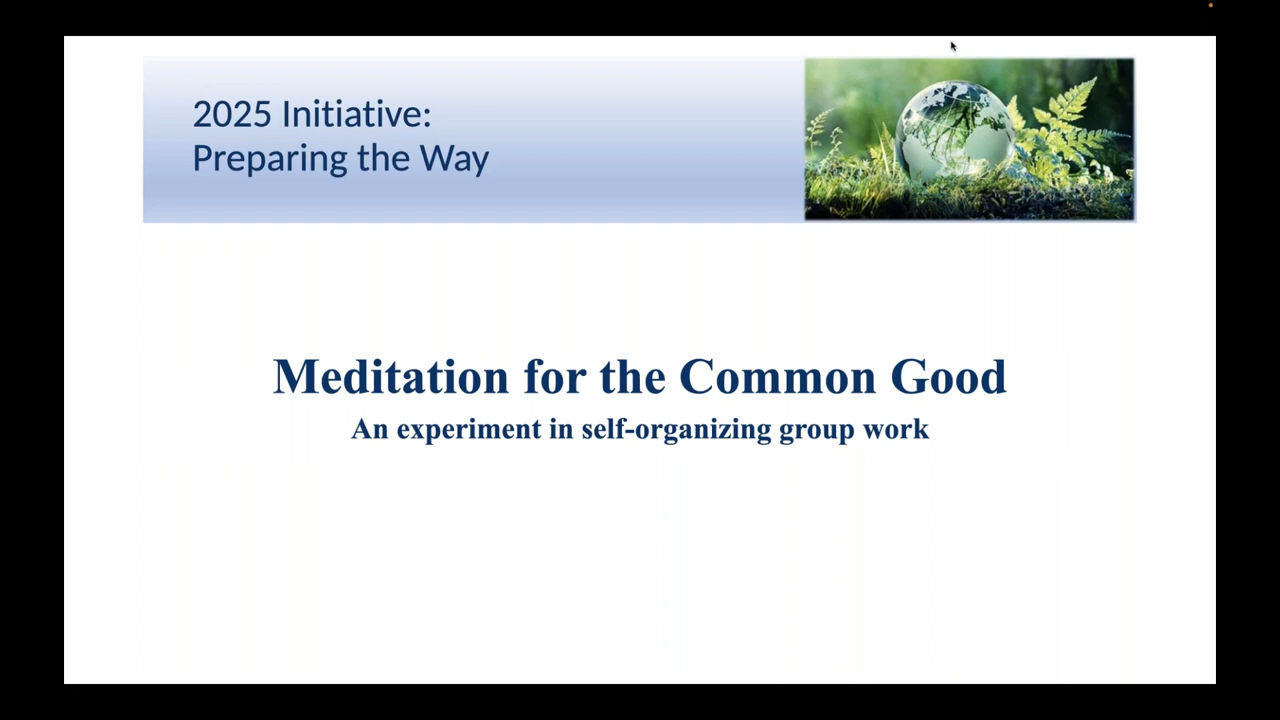 2025 Initiative:
Preparing the Way
Meditation for the Common Good
An experiment in self-organizing group work